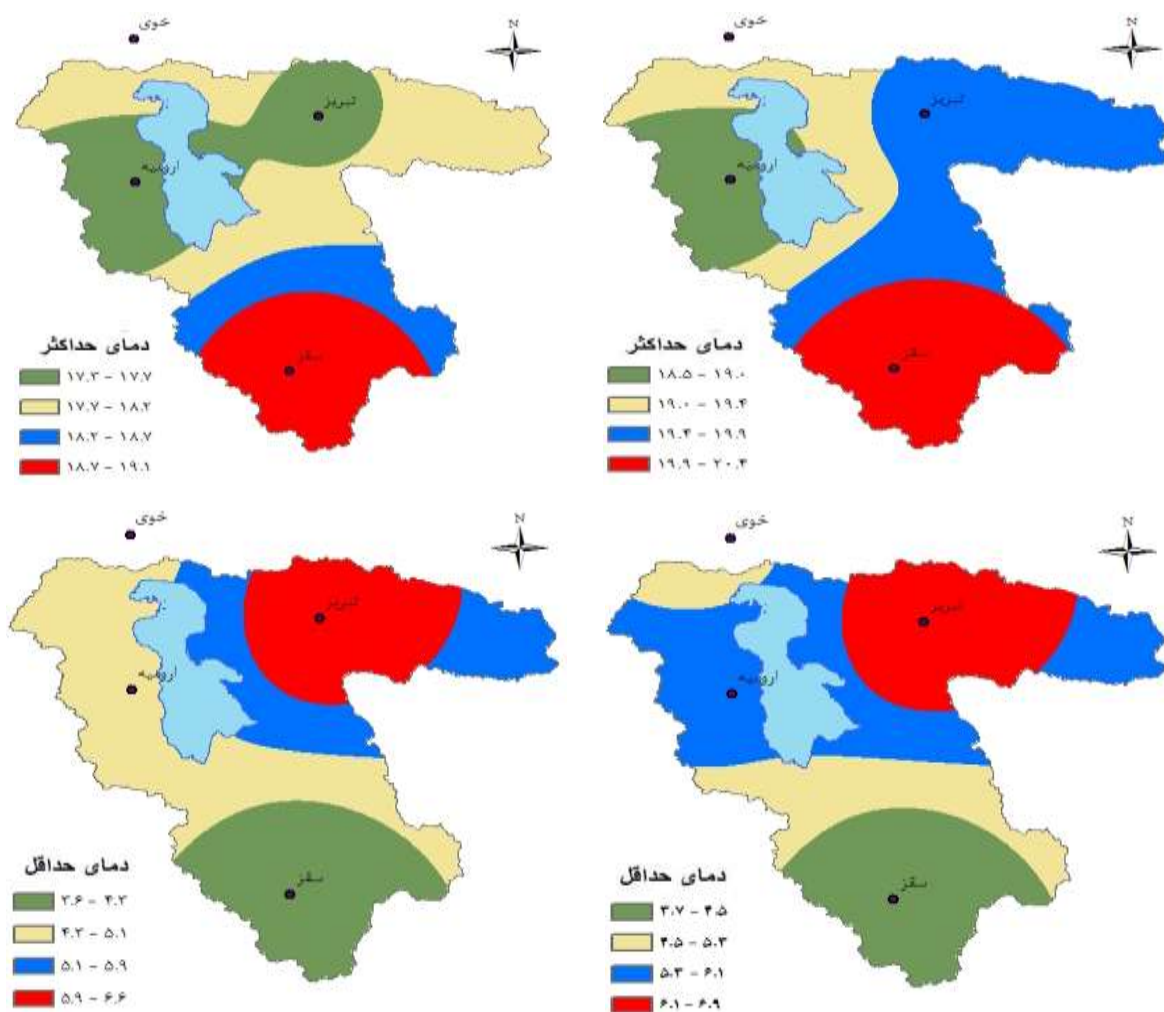 خوی
N
تبریز
ارومیه
سقز
دمای حداکثر
۱۷.۳ - ۱۷.۷
۱۷.۷ - ۱۸.۲
۱۸.۲ - ۱۸.۷
۱۸.۷ - ۱۹.۱
خوی
N
تبریز
ارومیه
سقز
دمای حداکثر
۱۸.۵ - ۱۹.۰
۱۹.۰ - ۱۹.۴
۱۹.۴ - ۱۹.۹
۱۹.۹ - ۲۰.۴
خوی
N
تبریز
ارومیه
سقز
دمای حداقل
۳.۶ - ۴.۳
۴.۳ - ۵.۱
۵.۱ - ۵.۹
۵.۹ - ۶.۶
خوی
N
تبریز
ارومیه
سقز
دمای حداقل
۳.۷ - ۴.۵
۴.۵ - ۵.۳
۵.۳ - ۶.۱
۶.۱ - ۶.۹